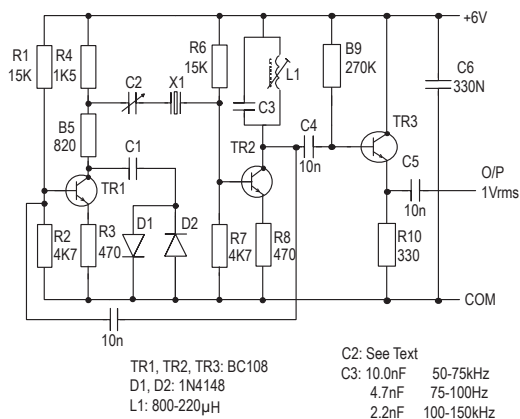 +6V
R1
15K
R4
1K5
R6
15K
L1
B9
270K
C6
330N
C2
X1
C3
B5
820
C1
C4
10n
TR3
TR2
C5
10n
O/P
1Vrms
TR1
R2
4K7
R3
470
D1
D2
R7
4K7
R8
470
R10
330
COM
10n
TR1, TR2, TR3: BC108
D1, D2: 1N4148
L1: 800-220µH
C2: See Text
C3: 10.0nF 50-75kHz
4.7nF 75-100Hz
2.2nF 100-150kHz